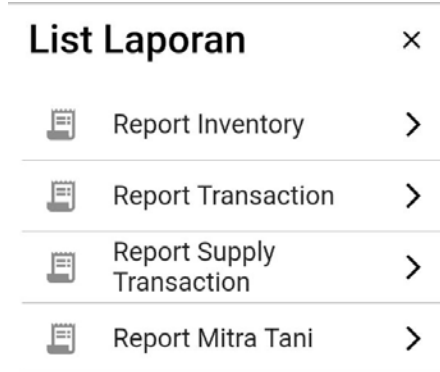 List Laporan
Report Inventory
Report Transaction
Report Supply
Transaction
Report Mitra Tani